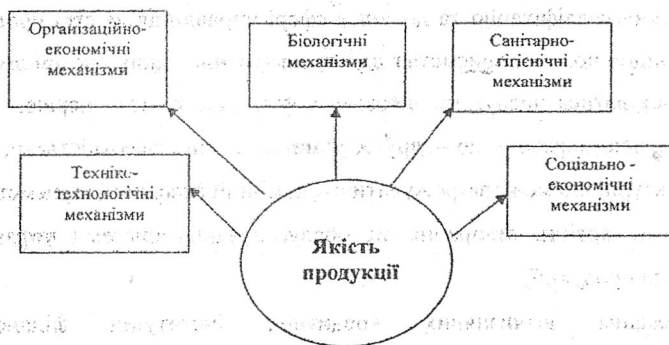 Організаційно-
економічні
механізми
Біологічні
механізми
Санітарно-
гігієнічні
механізми
Техніко-
технологічні
механізми
Соціально -
економічні
механізми
Якість
продукції